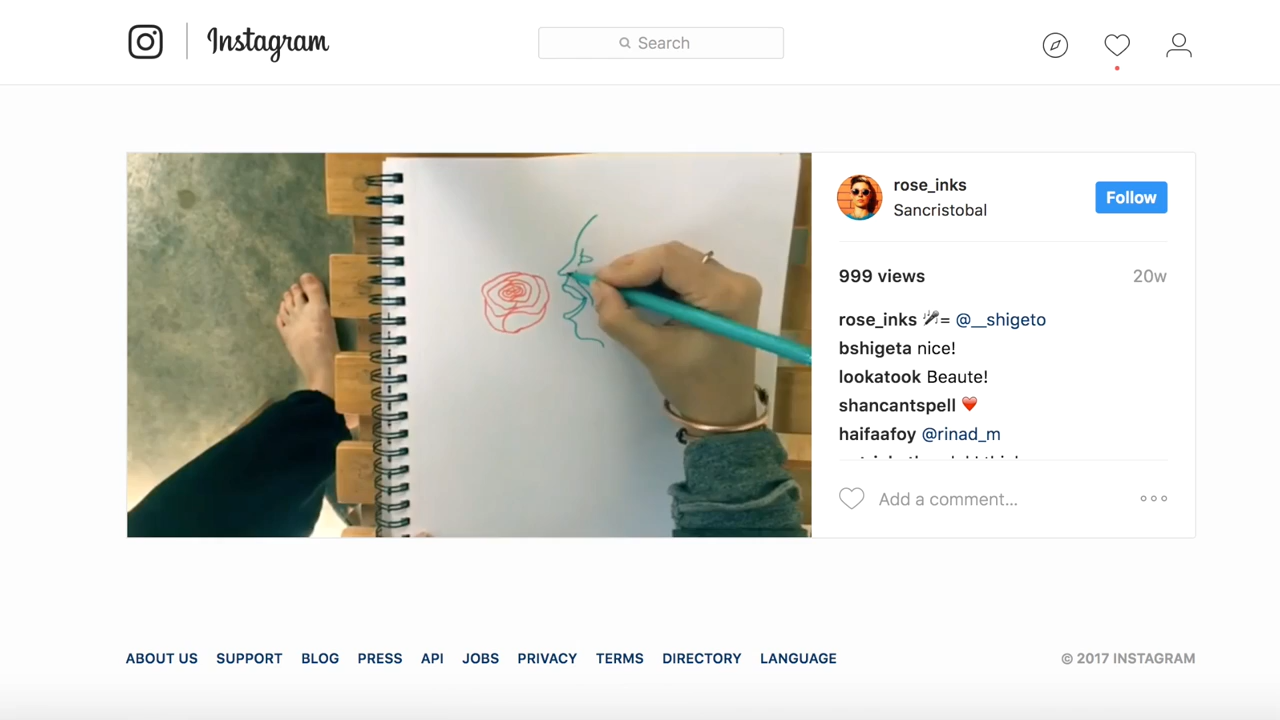 Instagram
Search
rose_inks
Sancristobal
Follow
999 views 20w
rose_inks 🎤= @__shigeto
bshigeta nice!
lookatook Beaute!
shancantspell ❤️
haifaafoy @rinad_m
Add a comment...
ABOUT US SUPPORT BLOG PRESS API JOBS PRIVACY TERMS DIRECTORY LANGUAGE © 2017 INSTAGRAM